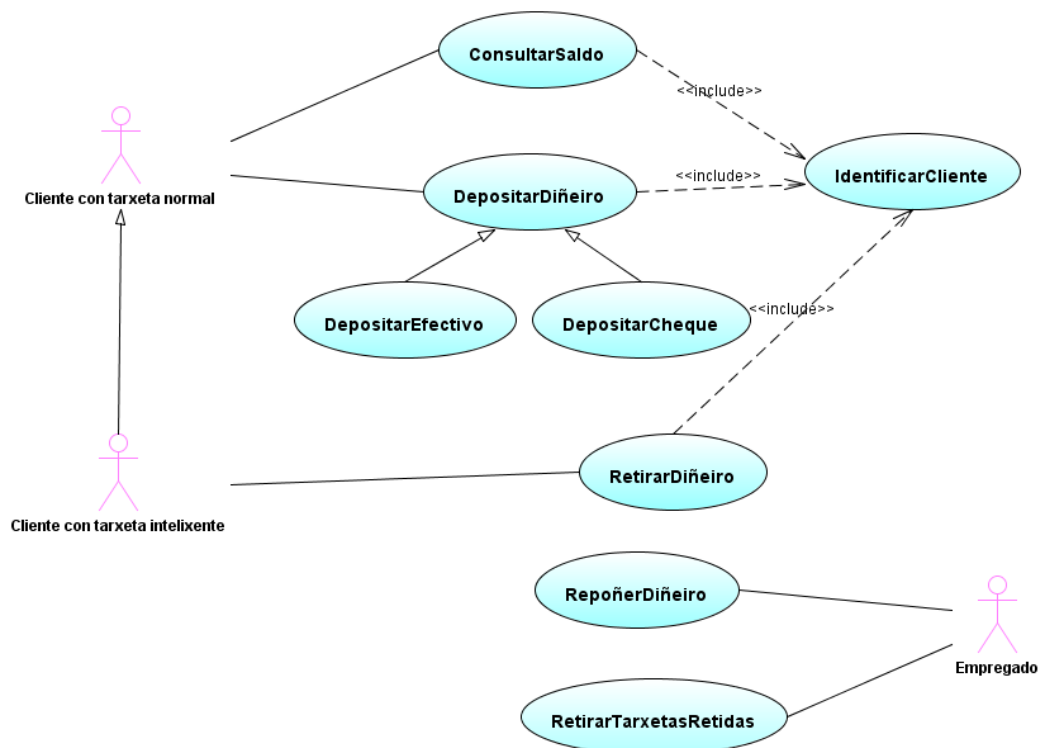 ConsultarSaldo
<<include>>
Cliente con tarxeta normal
DepositarDiñeiro
<<include>>
IdentificarCliente
DepositarEfectivo
DepositarCheque
<<include>>
Cliente con tarxeta intelixente
RetirarDiñeiro
RepoñerDiñeiro
Empregado
RetirarTarxetasRetidas